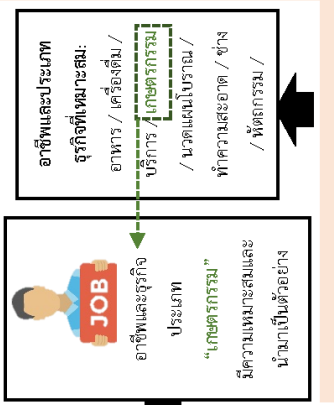 อาชีพและประเภท
ธุรกิจที่เหมาะสม:
อาหาร / เครื่องดื่ม /
บริการ / เกษตรกรรม
/ นวดแผนโบราณ /
ทำความสะอาด / ช่าง
/ หัตถกรรม /
JOB
อาชีพและธุรกิจ
ประเภท
“เกษตรกรรม”
มีความเหมาะสมและ
นำมาเป็นตัวอย่าง